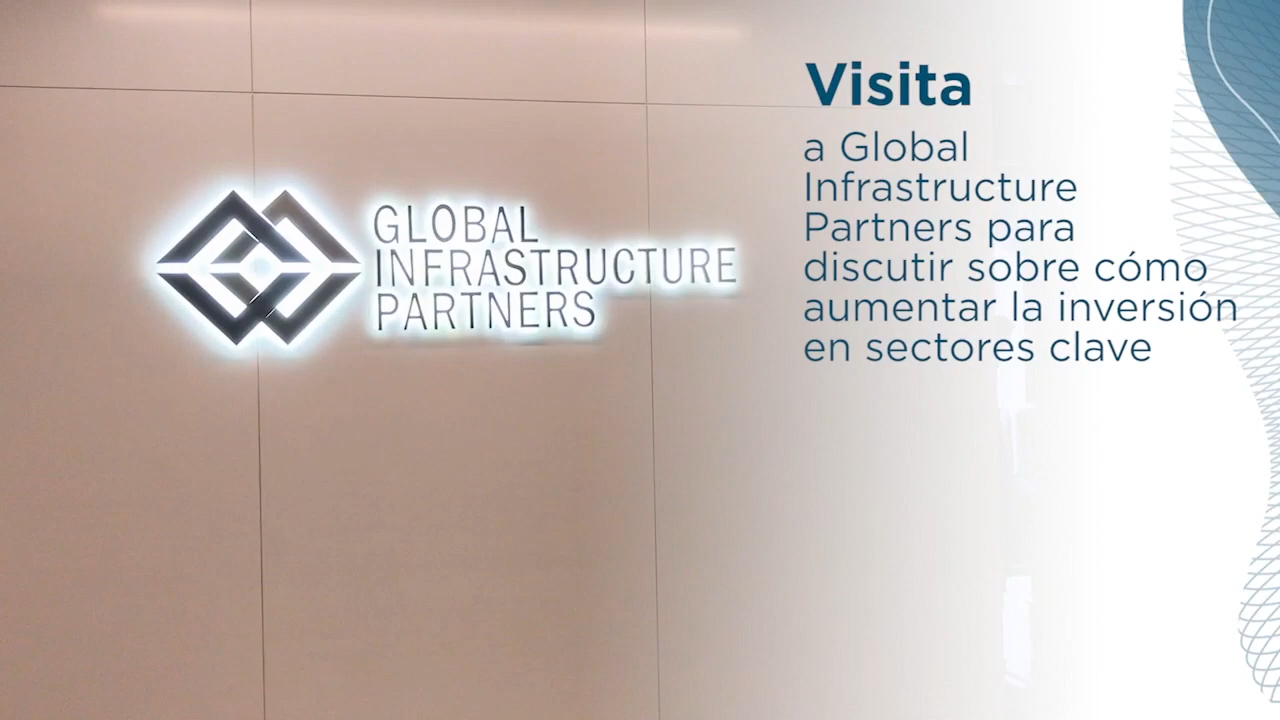 GLOBAL
INFRASTRUCTURE
PARTNERS
Visita
a Global
Infrastructure
Partners para
discutir sobre cómo
aumentar la inversión
en sectores clave